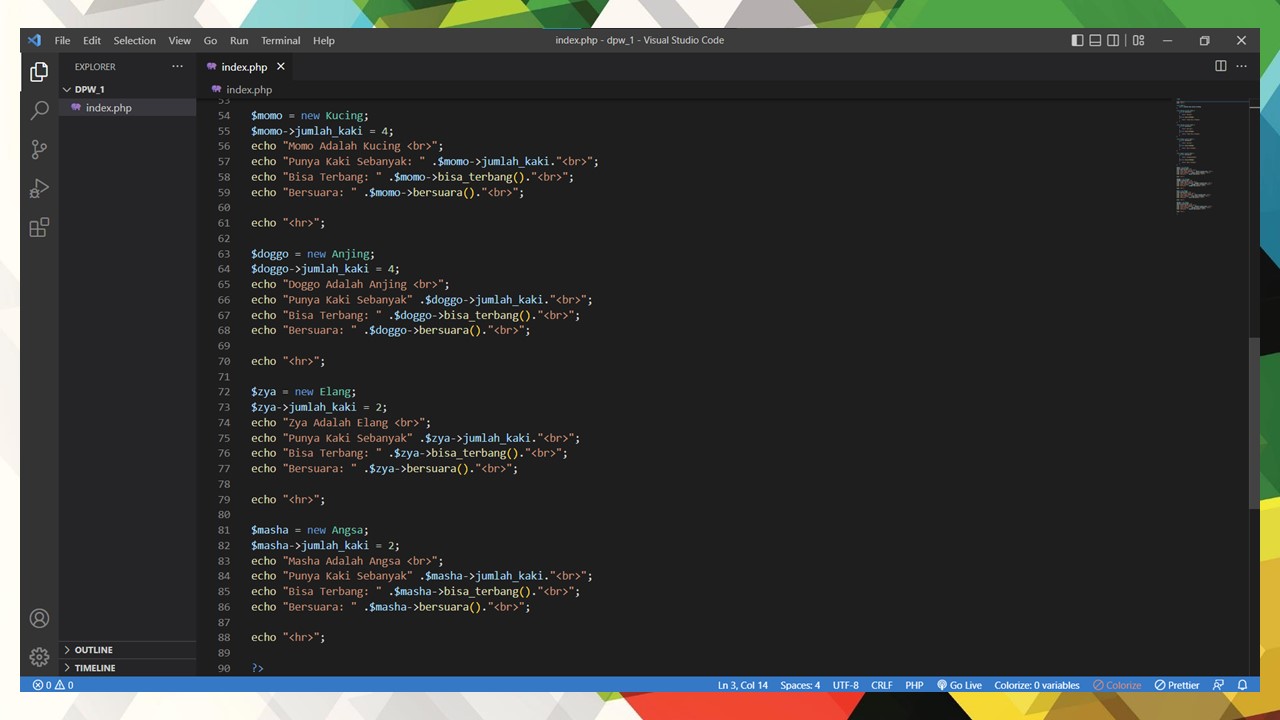 File Edit Selection View Go Run Terminal Help
index.php - dpw_1 - Visual Studio Code
EXPLORER ···
DPW_1
index.php
OUTLINE
TIMELINE
index.php
index.php
53
54 $momo = new Kucing;
55 $momo->jumlah_kaki = 4;
56 echo "Momo Adalah Kucing <br>";
57 echo "Punya Kaki Sebanyak: " .$momo->jumlah_kaki."<br>";
58 echo "Bisa Terbang: " .$momo->bisa_terbang()."<br>";
59 echo "Bersuara: " .$momo->bersuara()."<br>";
60
61 echo "<hr>";
62
63 $doggo = new Anjing;
64 $doggo->jumlah_kaki = 4;
65 echo "Doggo Adalah Anjing <br>";
66 echo "Punya Kaki Sebanyak" .$doggo->jumlah_kaki."<br>";
67 echo "Bisa Terbang: " .$doggo->bisa_terbang()."<br>";
68 echo "Bersuara: " .$doggo->bersuara()."<br>";
69
70 echo "<hr>";
71
72 $zya = new Elang;
73 $zya->jumlah_kaki = 2;
74 echo "Zya Adalah Elang <br>";
75 echo "Punya Kaki Sebanyak" .$zya->jumlah_kaki."<br>";
76 echo "Bisa Terbang: " .$zya->bisa_terbang()."<br>";
77 echo "Bersuara: " .$zya->bersuara()."<br>";
78
79 echo "<hr>";
80
81 $masha = new Angsa;
82 $masha->jumlah_kaki = 2;
83 echo "Masha Adalah Angsa <br>";
84 echo "Punya Kaki Sebanyak" .$masha->jumlah_kaki."<br>";
85 echo "Bisa Terbang: " .$masha->bisa_terbang()."<br>";
86 echo "Bersuara: " .$masha->bersuara()."<br>";
87
88 echo "<hr>";
89
90 ?>
0 0 Ln 3, Col 14 Spaces: 4 UTF-8 CRLF PHP Go Live Colorize: 0 variables Colorize Prettier